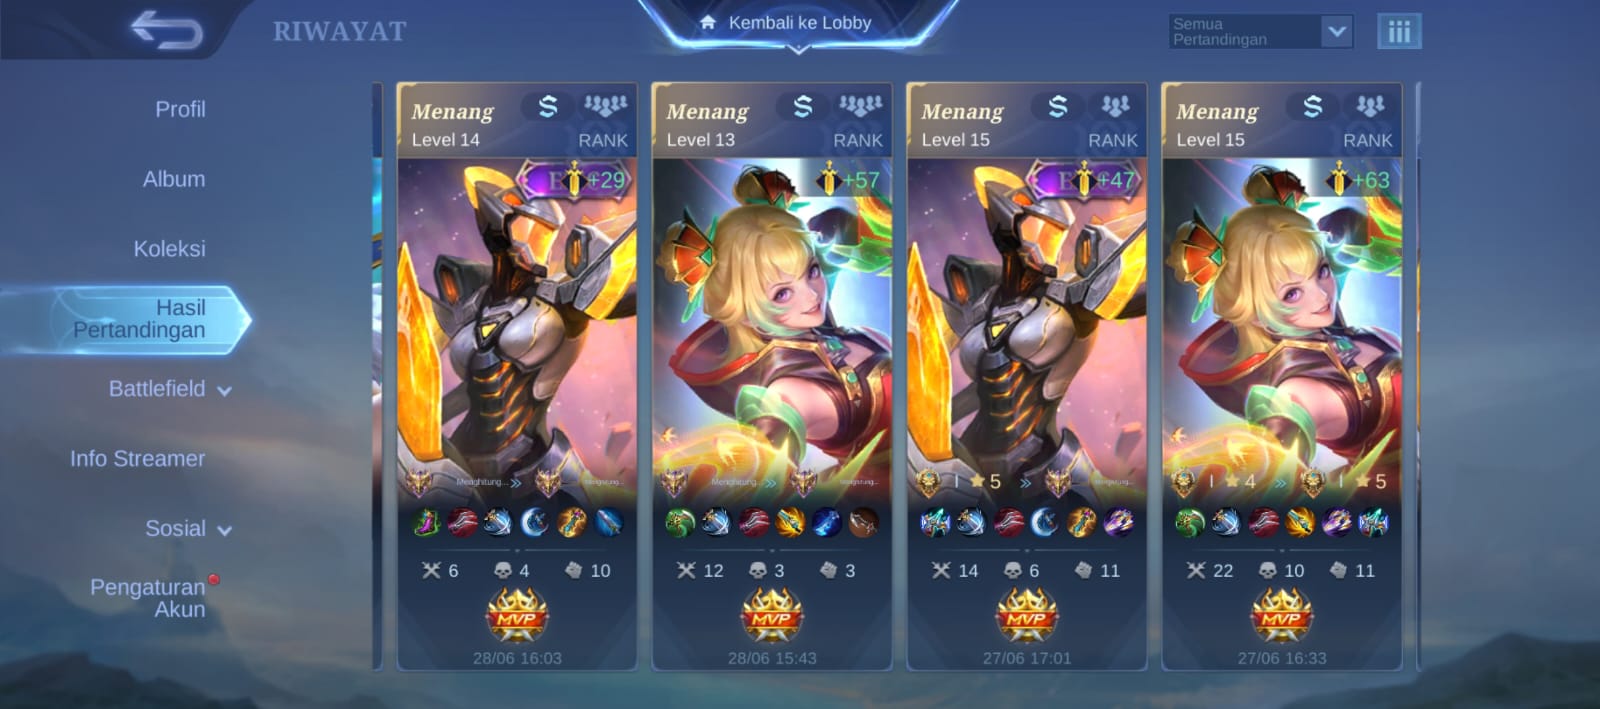 RIWAYAT
Kembali ke Lobby
Semua
Pertandingan
Profil
Album
Koleksi
Hasil
Pertandingan
Battlefield
Info Streamer
Sosial
Pengaturan
Akun
Menang
Level 14
RANK
+29
Menghitung...
Menghitung...
6
4
10
MVP
28/06 16:03
Menang
Level 13
RANK
+57
Menghitung...
Menghitung...
12
3
3
MVP
28/06 15:43
Menang
Level 15
RANK
+47
I 5
Menghitung...
14
6
11
MVP
27/06 17:01
Menang
Level 15
RANK
+63
I 4
I 5
22
10
11
MVP
27/06 16:33